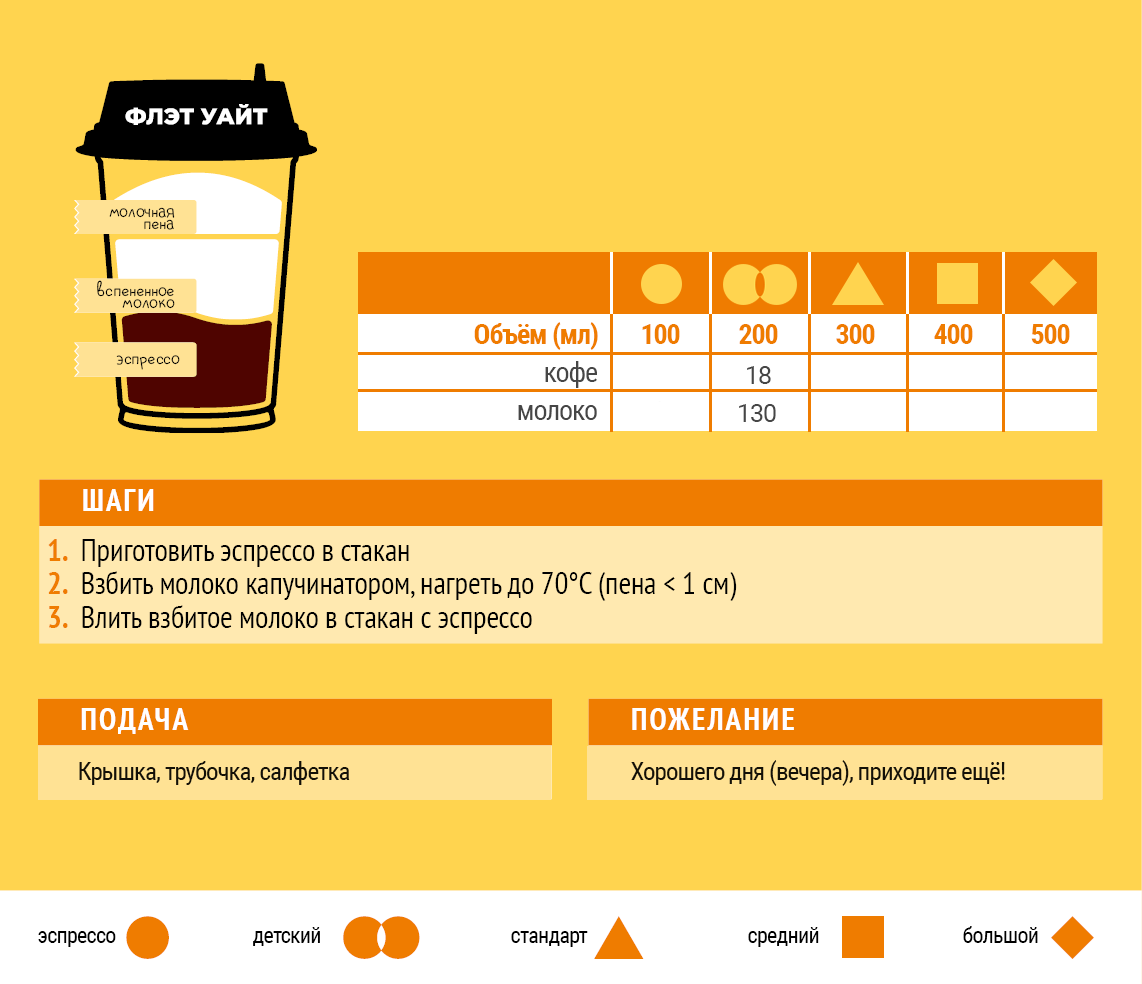 ФЛЭТ УАЙТ
молочная
пена
вспененное
молоко
эспрессо
Объём (мл) 100 200 300 400 500
кофе 18
молоко 130
ШАГИ
1. Приготовить эспрессо в стакан
2. Взбить молоко капучинатором, нагреть до 70°C (пена < 1 см)
3. Влить взбитое молоко в стакан с эспрессо
ПОДАЧА
Крышка, трубочка, салфетка
ПОЖЕЛАНИЕ
Хорошего дня (вечера), приходите ещё!
эспрессо детский стандарт средний большой